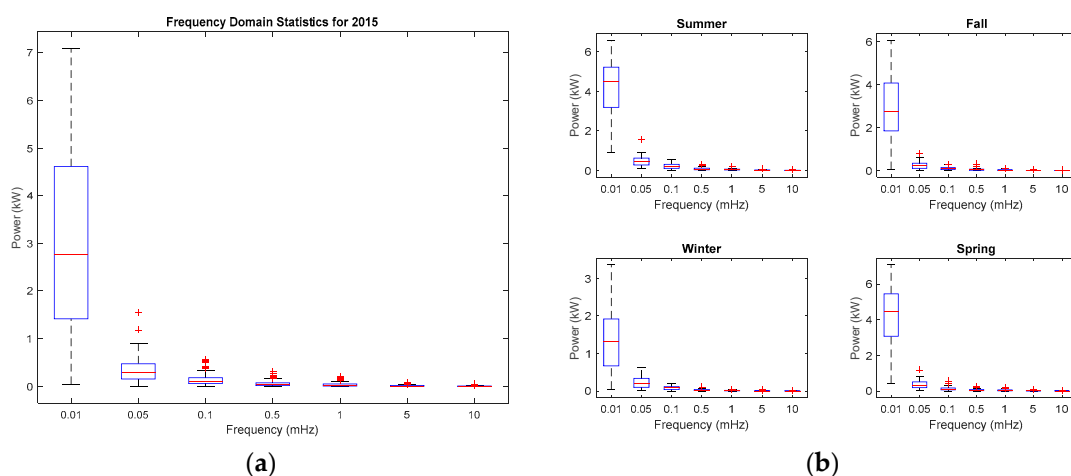 Frequency Domain Statistics for 2015
Power (kW)
7
6
5
4
3
2
1
0
0.01 0.05 0.1 0.5 1 5 10
Frequency (mHz)
(a)
Summer
Power (kW)
6
4
2
0
0.01 0.05 0.1 0.5 1 5 10
Frequency (mHz)
Fall
Power (kW)
6
4
2
0
0.01 0.05 0.1 0.5 1 5 10
Frequency (mHz)
Winter
Power (kW)
3
2
1
0
0.01 0.05 0.1 0.5 1 5 10
Frequency (mHz)
Spring
Power (kW)
6
4
2
0
0.01 0.05 0.1 0.5 1 5 10
Frequency (mHz)
(b)